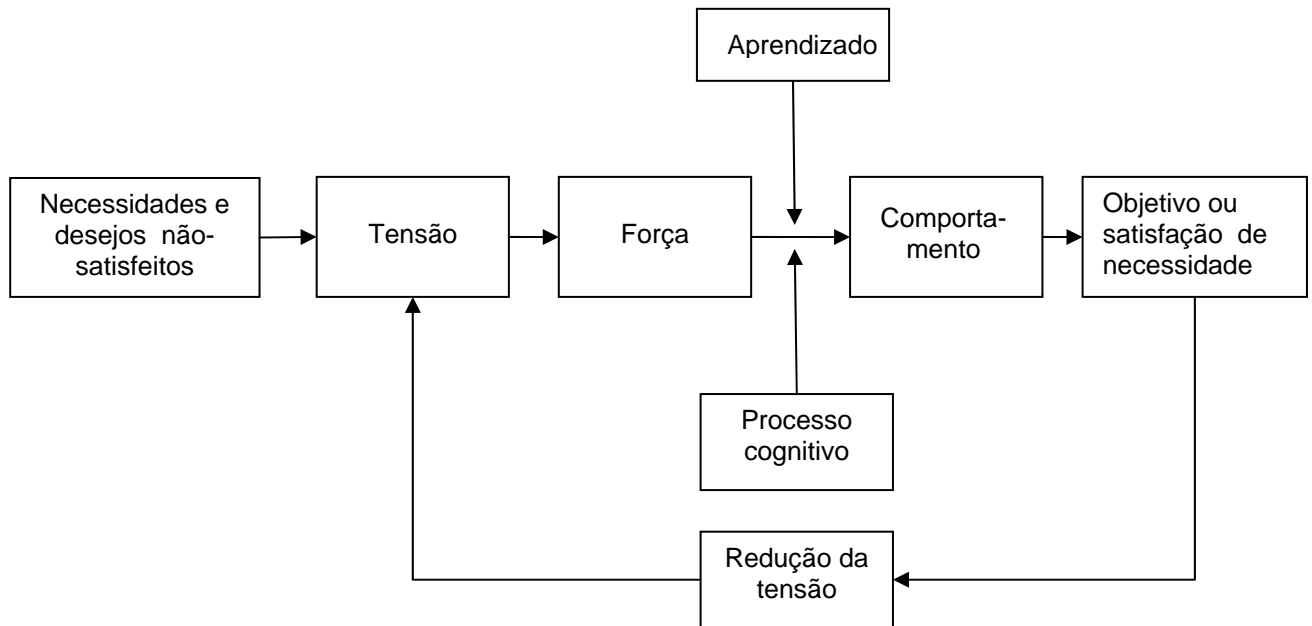 Aprendizado
Necessidades e
desejos não-
satisfeitos
Tensão
Força
Comporta-
mento
Objetivo ou
satisfação de
necessidade
Processo
cognitivo
Redução da
tensão